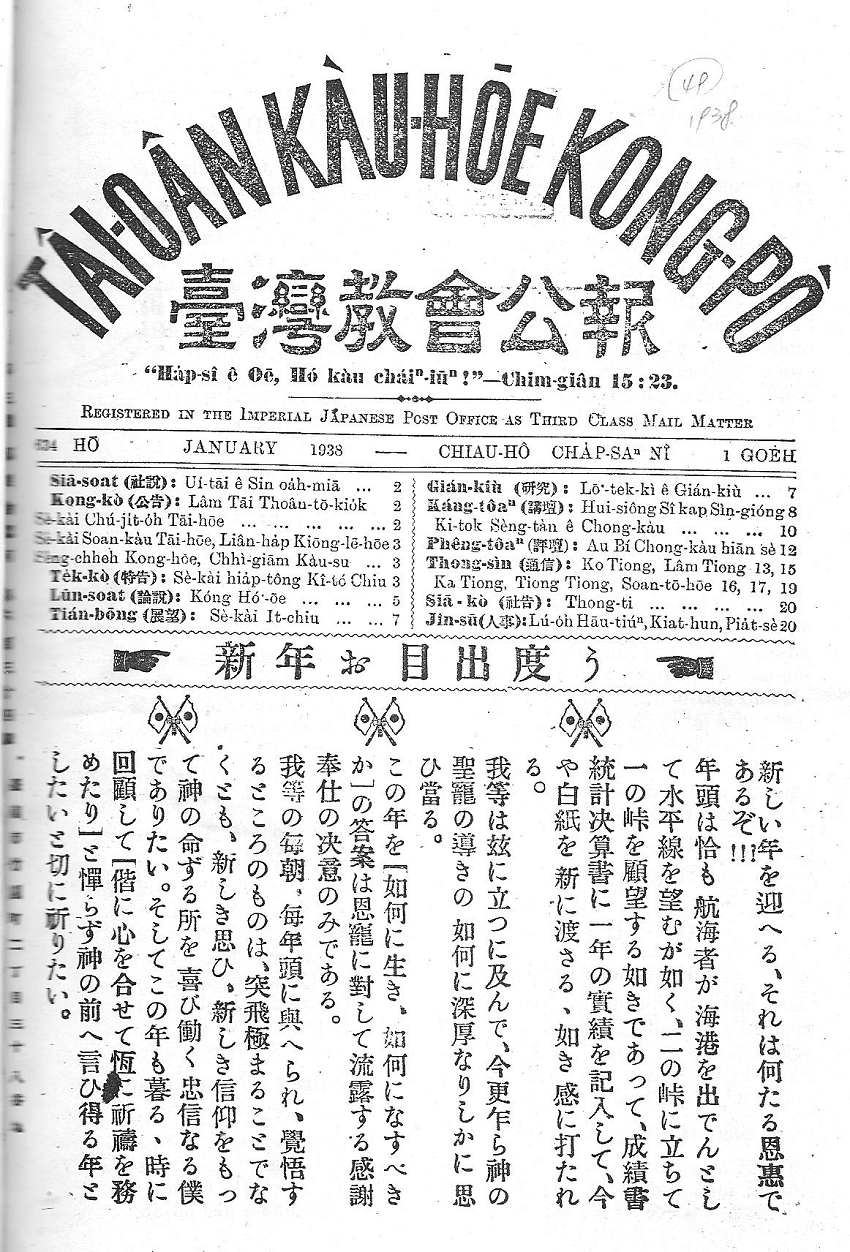 49
1938
TÂI-OÂN KÀU-HŌE KONG-PÒ
臺灣教會公報
“Ha̍p-sî ê Oē, Hó kàu cháiⁿ-iūⁿ!”—Chim-giân 15:23.
REGISTERED IN THE IMPERIAL JAPANESE POST OFFICE AS THIRD CLASS MAIL MATTER
634 HŌ JANUARY 1938 — CHIAU-HÔ CHA̍P-SAⁿ NÎ 1 GOE̍H
Siā-soat (社說): Uí-tāi ê Sin oa̍h-miā ... 2
Kong-kò (公告): Lâm Tāi Thoân-tō-kio̍k 2
Sè-kài Chú-ji̍t-o̍h Tāi-hōe ... ... ... ... ... 2
Sè-kài Soan-kàu Tāi-hōe, Liân-ha̍p Kiōng-lē-hōe 3
Sèng-chheh Kong-hōe, Chhì-giām Kàu-su ... 3
Te̍k-kò (特告): Sè-kài hia̍p-tông Kî-tó Chiu 3
Lūn-soat (論說): Kóng Hó·-ōe ... ... ... 5
Tián-bōng (展望): Sè-kài It-chiu ... ... 7
Gián-kiù (研究): Lō·-tek-kì ê Gián-kiù ... 7
Káng-tôaⁿ (講壇): Hui-siông Sî kap Sìn-gióng 8
Ki-tok Sèng-tàn ê Chong-kàu ... ... 10
Phêng-tôaⁿ (評壇): Au Bí Chong-kàu hiān sè 12
Thong-sìn (通信): Ko Tiong, Lâm Tiong 13, 15
Ka Tiong, Tiong Tiong, Soan-tō-hōe 16, 17, 19
Siā-kò (社告): Thong-ti ... ... ... ... 20
Jîn-sū (人事): Lú-o̍h Hāu-tiúⁿ, Kiat-hun, Pia̍t-sè 20
新年お目出度う
新しい年を迎へる、それは何たる恩惠で
あるぞ!!!
年頭は恰も航海者が海港を出でんとし
て水平線を望むが如く、二の峠に立ちて
一の峠を顧望する如きであって、成績書
統計決算書に一年の實績を記入して、今
や白紙を新に渡さる、如き感に打たれ
る。
我等は玆に立つに及んで、今更乍ら神の
聖寵の導きの如何に深厚なりしかに思
ひ當る。
この年を「如何に生き、如何になすべき
か」の答案は恩寵に對して流露する感謝
奉仕の決意のみである。
我等の毎朝、毎年頭に與へられ、覺悟す
るところのものは、突飛極まることでな
くとも、新しき思ひ、新しき信仰をもっ
て神の命ずる所を喜び働く忠信なる僕
でありたい。そしてこの年も暮る、時に
回顧して「偕に心を合せて恆に祈禱を務
めたり」と憚らず神の前へ言ひ得る年と
したいと切に祈りたい。